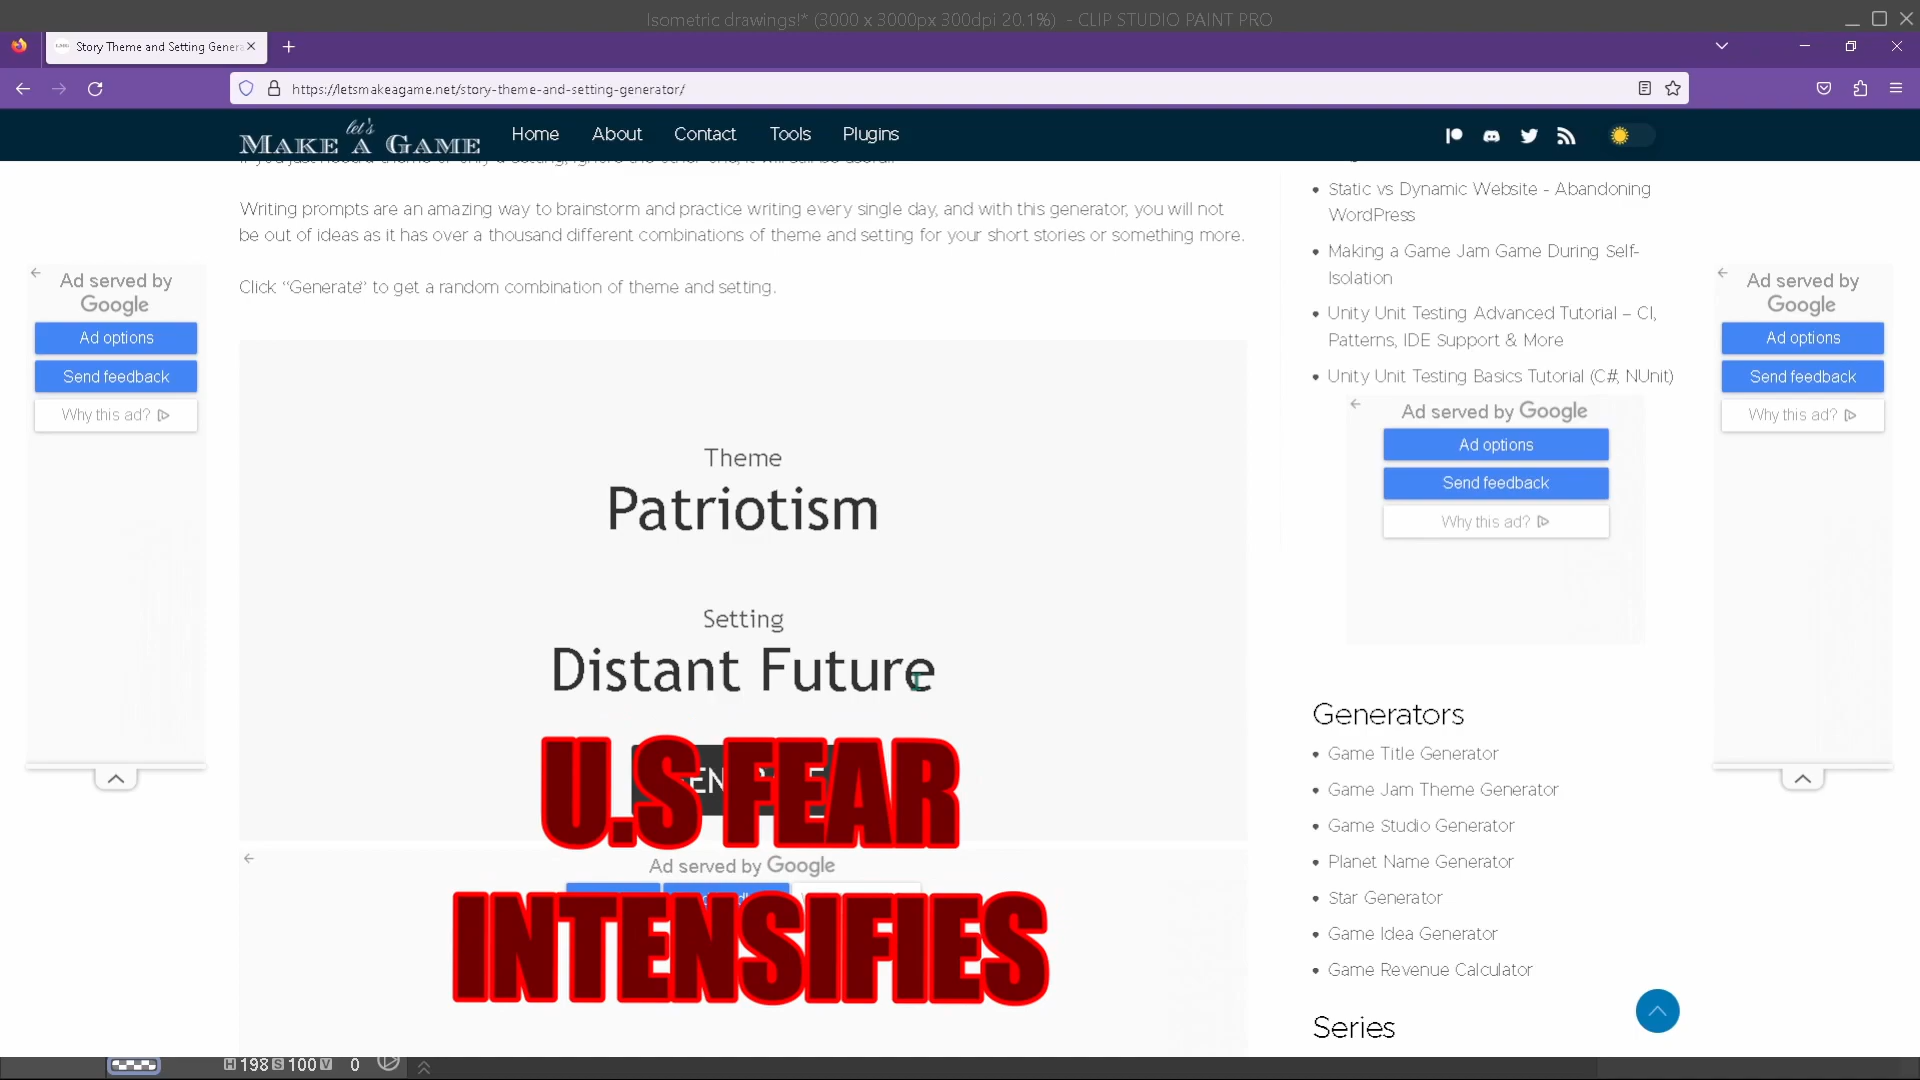 Isometric drawings!* (3000 x 3000px 300dpi 20.1%) - CLIP STUDIO PAINT PRO
Story Theme and Setting Genera
https://letsmakeagame.net/story-theme-and-setting-generator/
let's
MAKE A GAME
Home
About
Contact
Tools
Plugins
Writing prompts are an amazing way to brainstorm and practice writing every single day, and with this generator, you will not
be out of ideas as it has over a thousand different combinations of theme and setting for your short stories or something more.
Click "Generate" to get a random combination of theme and setting.
Ad served by
Google
Ad options
Send feedback
Why this ad?
Theme
Patriotism
Setting
Distant Future
U.S FEAR
INTENSIFIES
Ad served by Google
Static vs Dynamic Website - Abandoning
WordPress
Making a Game Jam Game During Self-
Isolation
Unity Unit Testing Advanced Tutorial – CI,
Patterns, IDE Support & More
Unity Unit Testing Basics Tutorial (C#, NUnit)
Ad served by Google
Ad options
Send feedback
Why this ad?
Generators
Game Title Generator
Game Jam Theme Generator
Game Studio Generator
Planet Name Generator
Star Generator
Game Idea Generator
Game Revenue Calculator
Series
Ad served by
Google
Ad options
Send feedback
Why this ad?
H 198 S 100 V 0